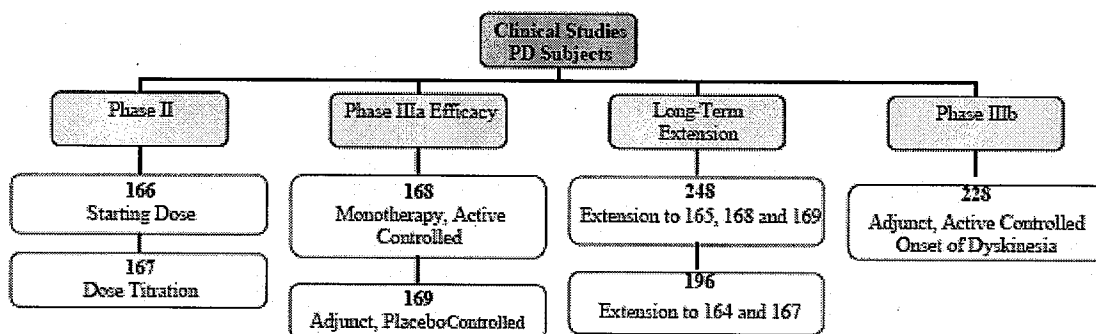 Clinical Studies
PD Subjects
Phase II
Phase IIIa Efficacy
Long-Term
Extension
Phase IIIb
166
Starting Dose
167
Dose Titration
168
Monotherapy, Active
Controlled
169
Adjunct, PlaceboControlled
248
Extension to 165, 168 and 169
196
Extension to 164 and 167
228
Adjunct, Active Controlled
Onset of Dyskinesia